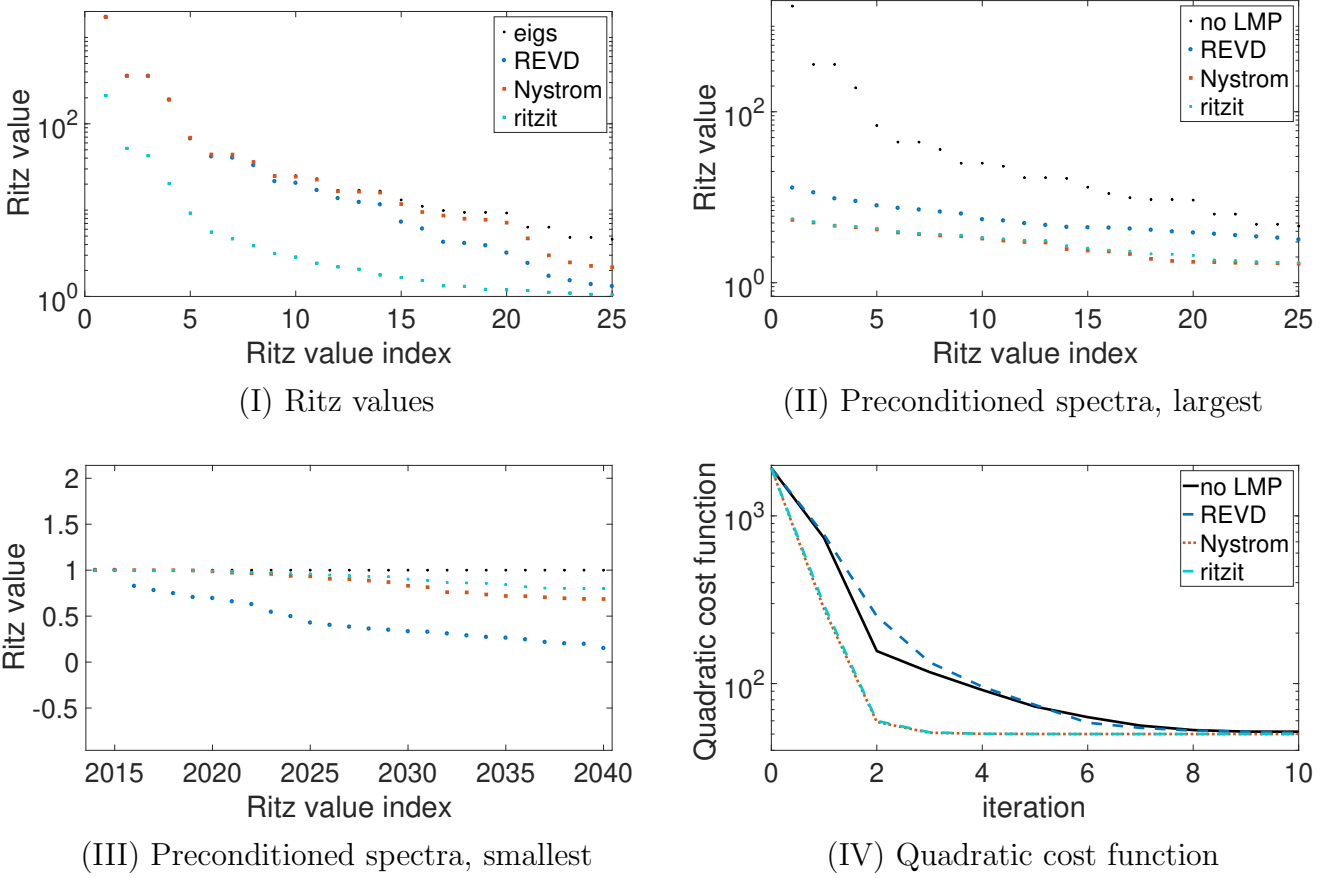 eigs
REVD
Nystrom
ritzit
10^2
10^0
Ritz value
0 5 10 15 20 25
Ritz value index
(I) Ritz values
no LMP
REVD
Nystrom
ritzit
10^2
10^0
Ritz value
0 5 10 15 20 25
Ritz value index
(II) Preconditioned spectra, largest
2
1.5
1
0.5
0
-0.5
Ritz value
2015 2020 2025 2030 2035 2040
Ritz value index
(III) Preconditioned spectra, smallest
no LMP
REVD
Nystrom
ritzit
10^3
10^2
Quadratic cost function
0 2 4 6 8 10
iteration
(IV) Quadratic cost function